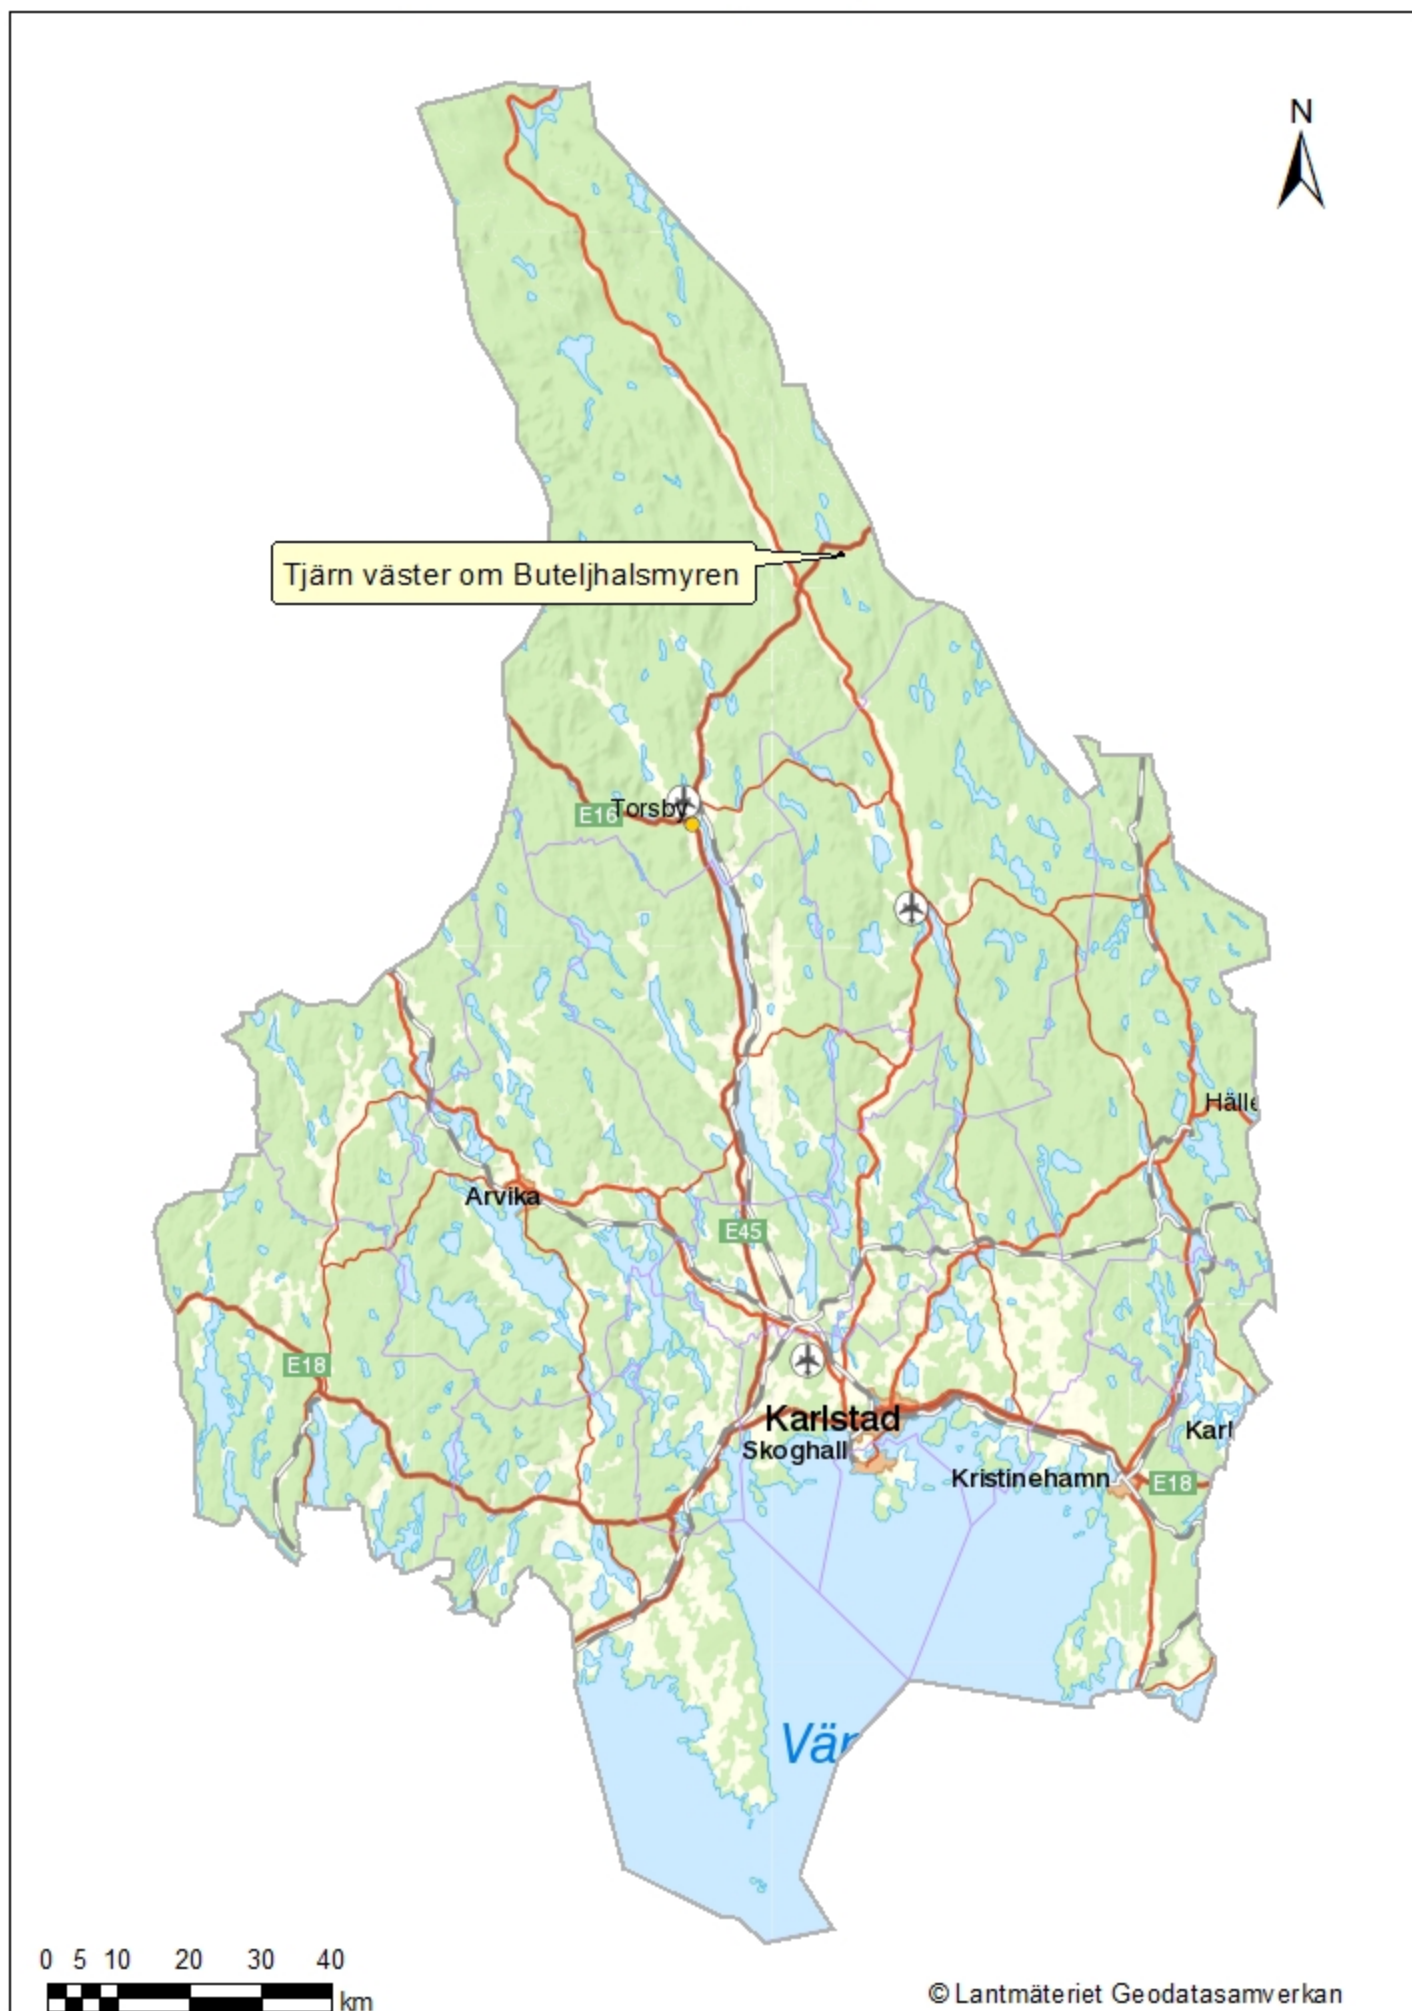 N
Tjärn väster om Buteljhalsmyren
Torsby
E16
Hälle
Arvika
E45
E18
Karlstad
Skoghall
Karl
Kristinehamn
E18
Vär
0 5 10 20 30 40
km
© Lantmäteriet Geodatasamverkan